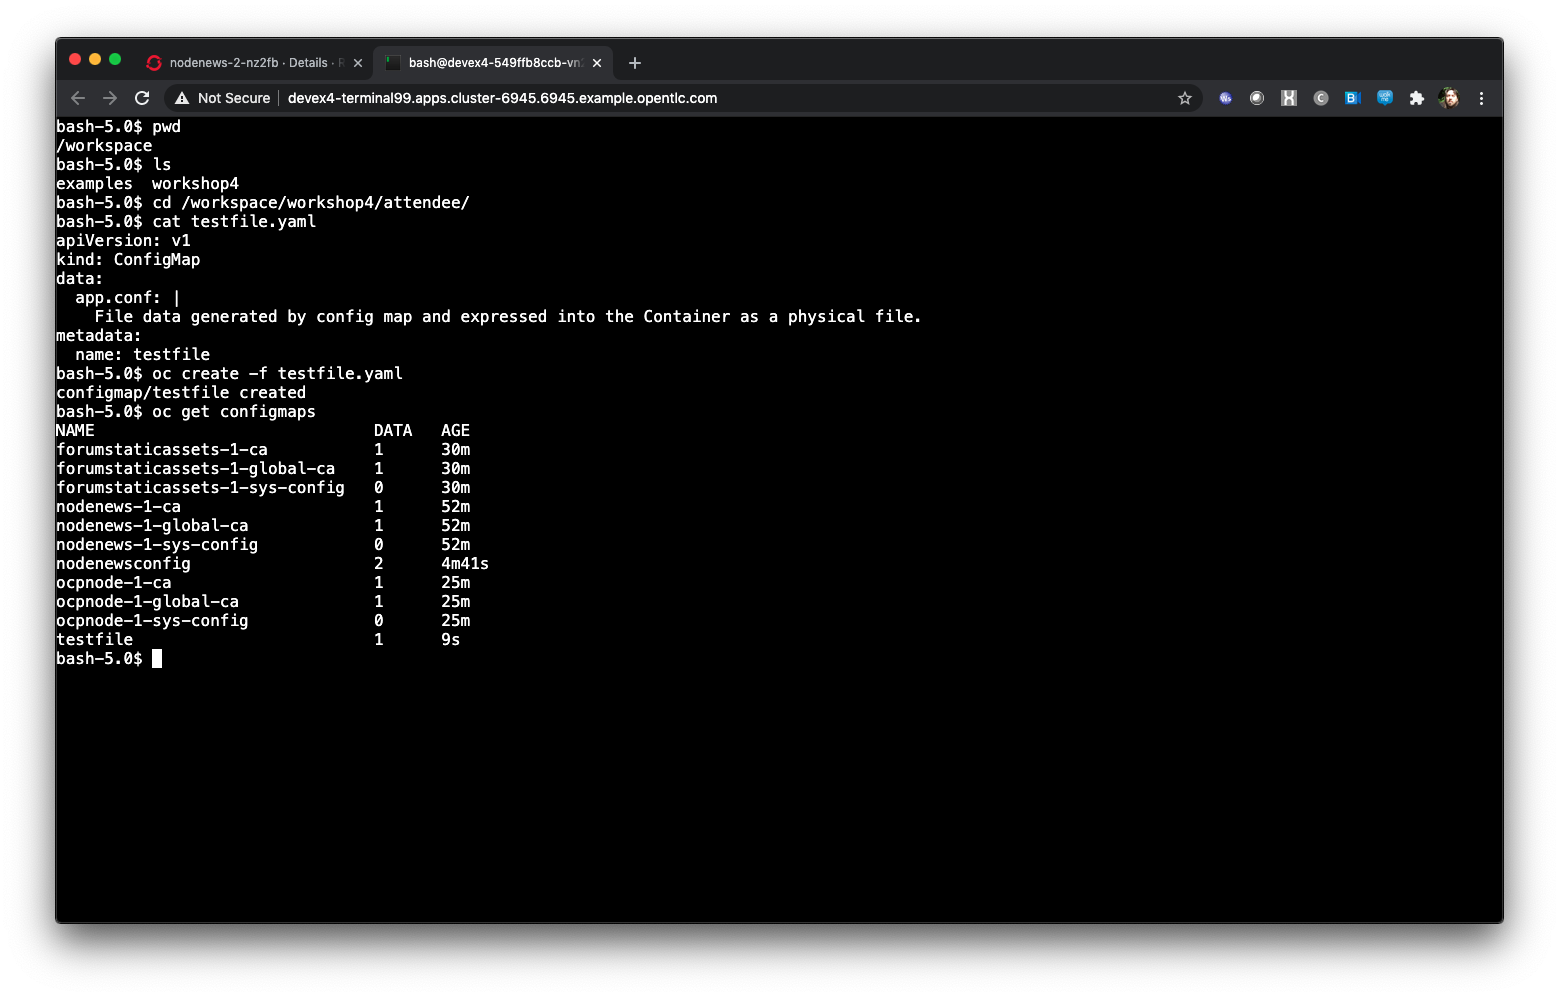 nodenews-2-nz2fb · Details · R
bash@devex4-549ffb8ccb-vn
Not Secure
devex4-terminal99.apps.cluster-6945.6945.example.opentlc.com
bash-5.0$ pwd
/workspace
bash-5.0$ ls
examples  workshop4
bash-5.0$ cd /workspace/workshop4/attendee/
bash-5.0$ cat testfile.yaml
apiVersion: v1
kind: ConfigMap
data:
  app.conf: |
    File data generated by config map and expressed into the Container as a physical file.
metadata:
  name: testfile
bash-5.0$ oc create -f testfile.yaml
configmap/testfile created
bash-5.0$ oc get configmaps
NAME                             DATA   AGE
forumstaticassets-1-ca           1      30m
forumstaticassets-1-global-ca    1      30m
forumstaticassets-1-sys-config   0      30m
nodenews-1-ca                    1      52m
nodenews-1-global-ca             1      52m
nodenews-1-sys-config            0      52m
nodenewsconfig                   2      4m41s
ocpnode-1-ca                     1      25m
ocpnode-1-global-ca              1      25m
ocpnode-1-sys-config             0      25m
testfile                         1      9s
bash-5.0$